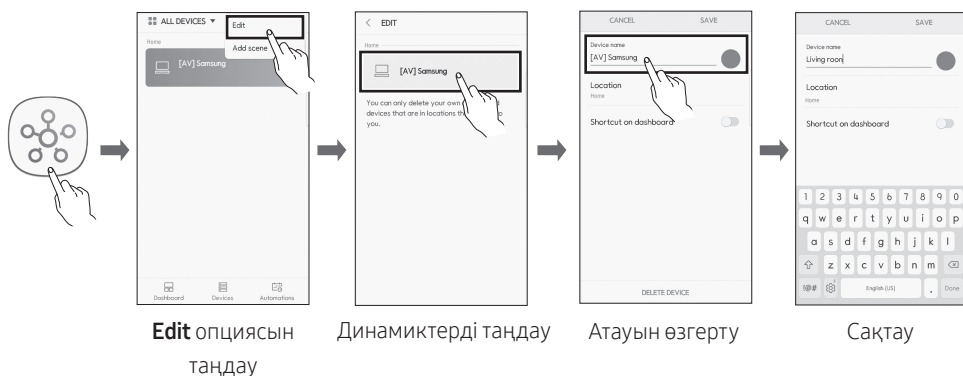 ALL DEVICES ▼
Edit
Add scene
Home
[AV] Samsung
Dashboard
Devices
Automations
Edit опциясын
таңдау
< EDIT
Home
[AV] Samsung
You can only delete your own
devices that are in locations
you.
Динамиктерді таңдау
CANCEL SAVE
Device name
[AV] Samsung
Location
Home
Shortcut on dashboard
DELETE DEVICE
Атауын өзгерту
CANCEL SAVE
Device name
Living roon
Location
Home
Shortcut on dashboard
1 2 3 4 5 6 7 8 9 0
q w e r t y u i o p
a s d f g h j k l
z x c v b n m
!@# English (US) . Done
Сақтау